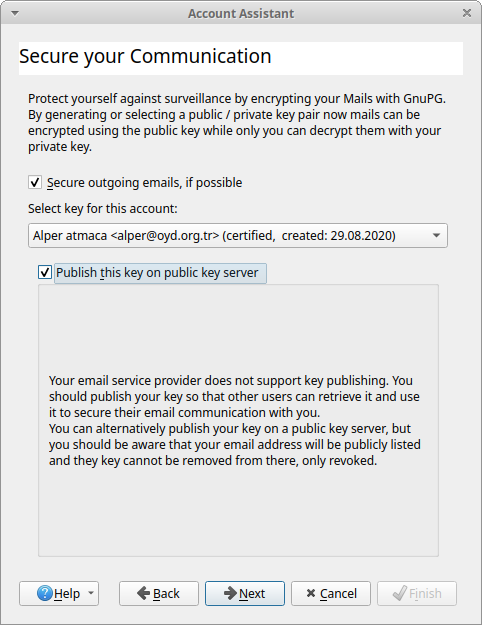 Account Assistant
Secure your Communication
Protect yourself against surveillance by encrypting your Mails with GnuPG.
By generating or selecting a public / private key pair now mails can be
encrypted using the public key while only you can decrypt them with your
private key.
Secure outgoing emails, if possible
Select key for this account:
Alper atmaca <alper@oyd.org.tr> (certified, created: 29.08.2020)
Publish this key on public key server
Your email service provider does not support key publishing. You
should publish your key so that other users can retrieve it and use
it to secure their email communication with you.
You can alternatively publish your key on a public key server, but
you should be aware that your email address will be publicly listed
and they key cannot be removed from there, only revoked.
Help Back Next Cancel Finish